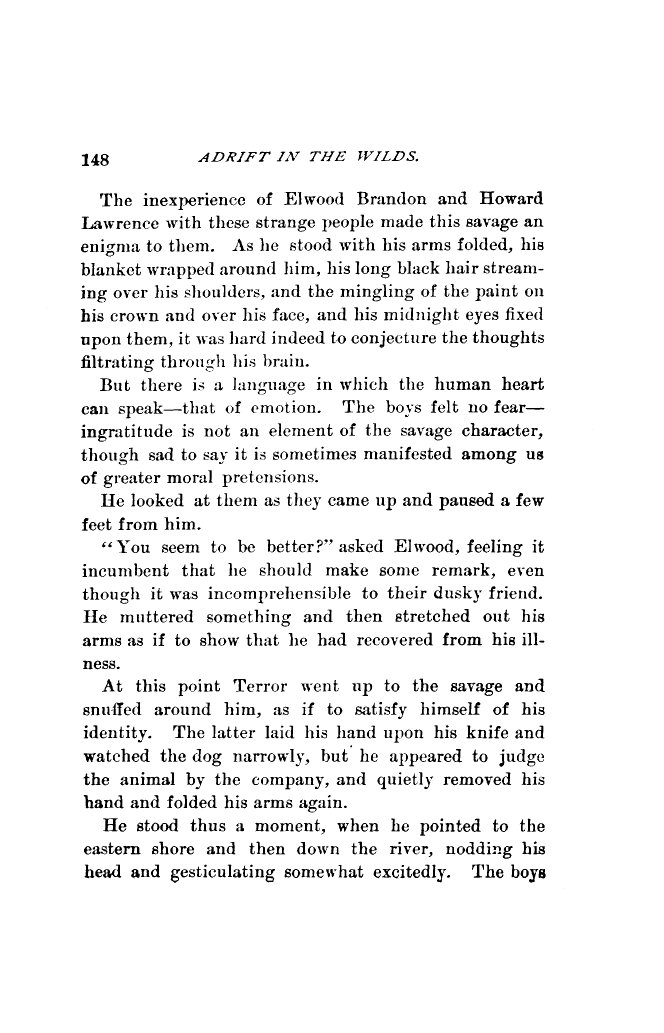 148 ADRIFT IN THE WILDS.
The inexperience of Elwood Brandon and Howard
Lawrence with these strange people made this savage an
enigma to them. As he stood with his arms folded, his
blanket wrapped around him, his long black hair stream-
ing over his shoulders, and the mingling of the paint on
his crown and over his face, and his midnight eyes fixed
upon them, it was hard indeed to conjecture the thoughts
filtrating through his brain.
But there is a language in which the human heart
can speak—that of emotion. The boys felt no fear—
ingratitude is not an element of the savage character,
though sad to say it is sometimes manifested among us
of greater moral pretensions.
He looked at them as they came up and paused a few
feet from him.
“You seem to be better?” asked Elwood, feeling it
incumbent that he should make some remark, even
though it was incomprehensible to their dusky friend.
He muttered something and then stretched out his
arms as if to show that he had recovered from his ill-
ness.
At this point Terror went up to the savage and
snuffed around him, as if to satisfy himself of his
identity. The latter laid his hand upon his knife and
watched the dog narrowly, but he appeared to judge
the animal by the company, and quietly removed his
hand and folded his arms again.
He stood thus a moment, when he pointed to the
eastern shore and then down the river, nodding his
head and gesticulating somewhat excitedly. The boys